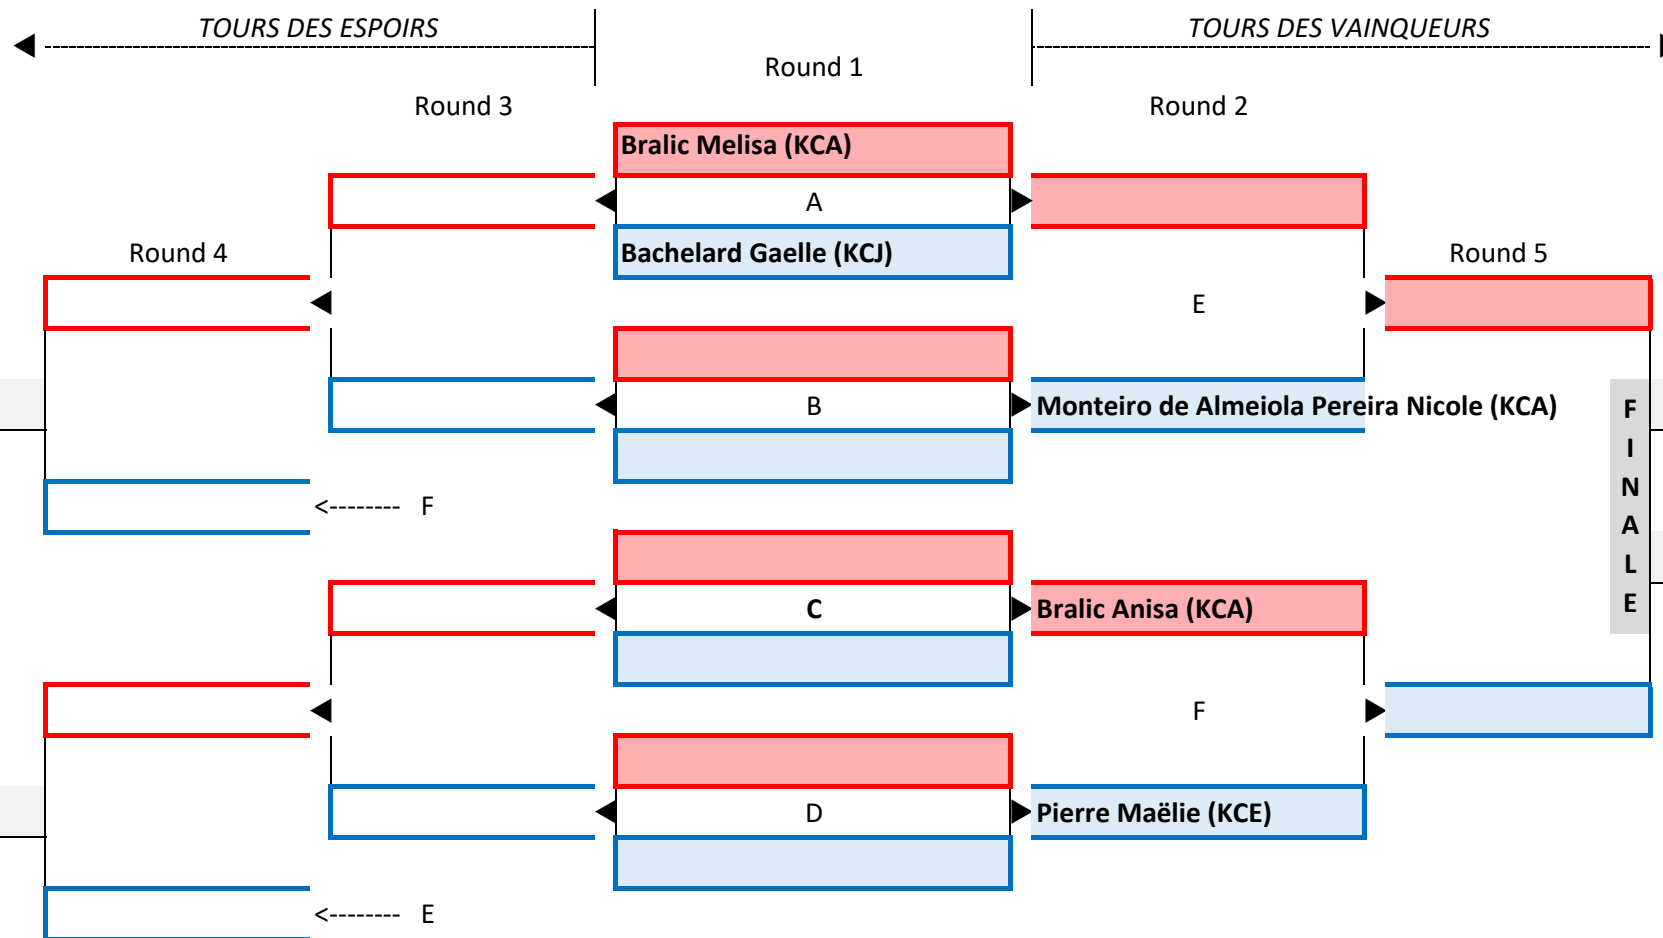 TOURS DES ESPOIRS
TOURS DES VAINQUEURS
Round 1
Round 3
Round 2
Bralic Melisa (KCA)
A
Bachelard Gaelle (KCJ)
Round 4
Round 5
E
B
Monteiro de Almeiola Pereira Nicole (KCA)
F
I
N
A
L
E
<-------- F
C
Bralic Anisa (KCA)
F
D
Pierre Maëlie (KCE)
<-------- E